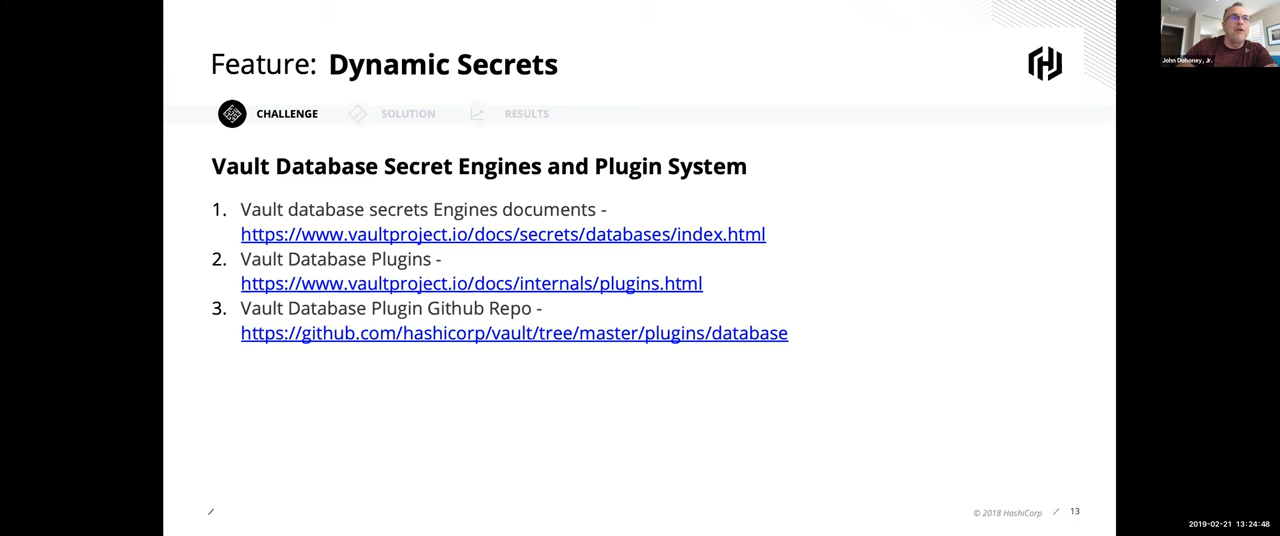 Feature: Dynamic Secrets
CHALLENGE SOLUTION RESULTS
Vault Database Secret Engines and Plugin System
1. Vault database secrets Engines documents -
https://www.vaultproject.io/docs/secrets/databases/index.html
2. Vault Database Plugins -
https://www.vaultproject.io/docs/internals/plugins.html
3. Vault Database Plugin Github Repo -
https://github.com/hashicorp/vault/tree/master/plugins/database
© 2018 HashiCorp / 13
John Dohoney, Jr.
2019-02-21 13:24:48